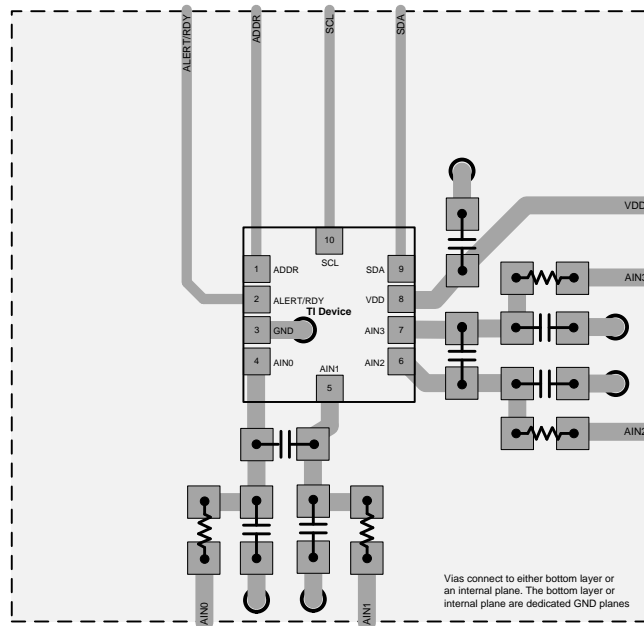 ALERT/RDY
ADDR
SCL
SDA
VDD
10
SCL
1
ADDR
SDA
9
2
ALERT/RDY
VDD
8
TI Device
3
GND
AIN3
7
4
AIN0
AIN2
6
AIN1
5
AIN3
AIN2
AIN0
AIN1
Vias connect to either bottom layer or
an internal plane. The bottom layer or
internal plane are dedicated GND planes